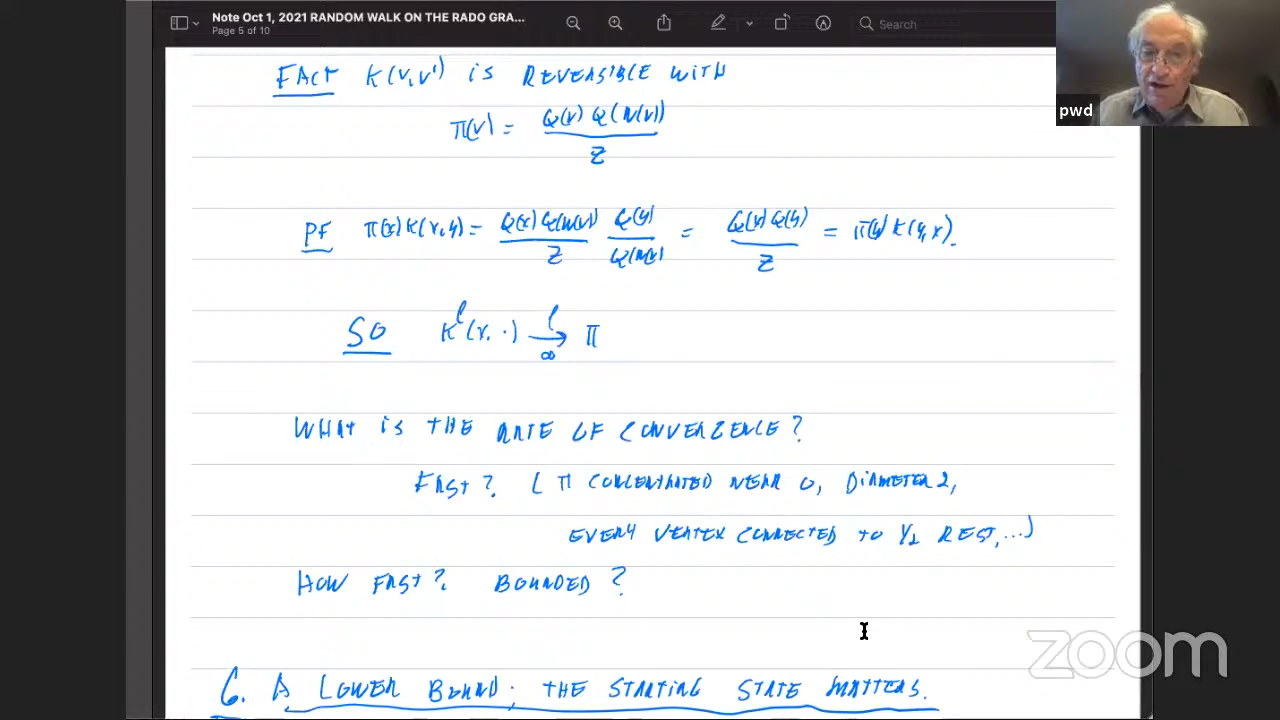 Note Oct 1, 2021 RANDOM WALK ON THE RADO GRA...
Page 5 of 10
Search
pwd
FACT K(v,v') is REVERSIBLE WITH
π(v) = Q(v) Q(N(v)) / Z
PF π(x)K(x,y) = Q(x)Q(N(x)) / Z Q(y) / Q(N(x)) = Q(x)Q(y) / Z = π(y)K(y,x).
SO K^l(x,·) →^l_∞ π
WHAT is THE RATE OF CONVERGENCE?
FAST? (π CONCENTRATED NEAR 0, DiAMETER 2,
EVERY VERTEX CONNECTED to 1/2 REST, ...)
HOW FAST? BOUNDED?
zoom
6. A LOWER BOUND; THE STARTING STATE MATTERS.